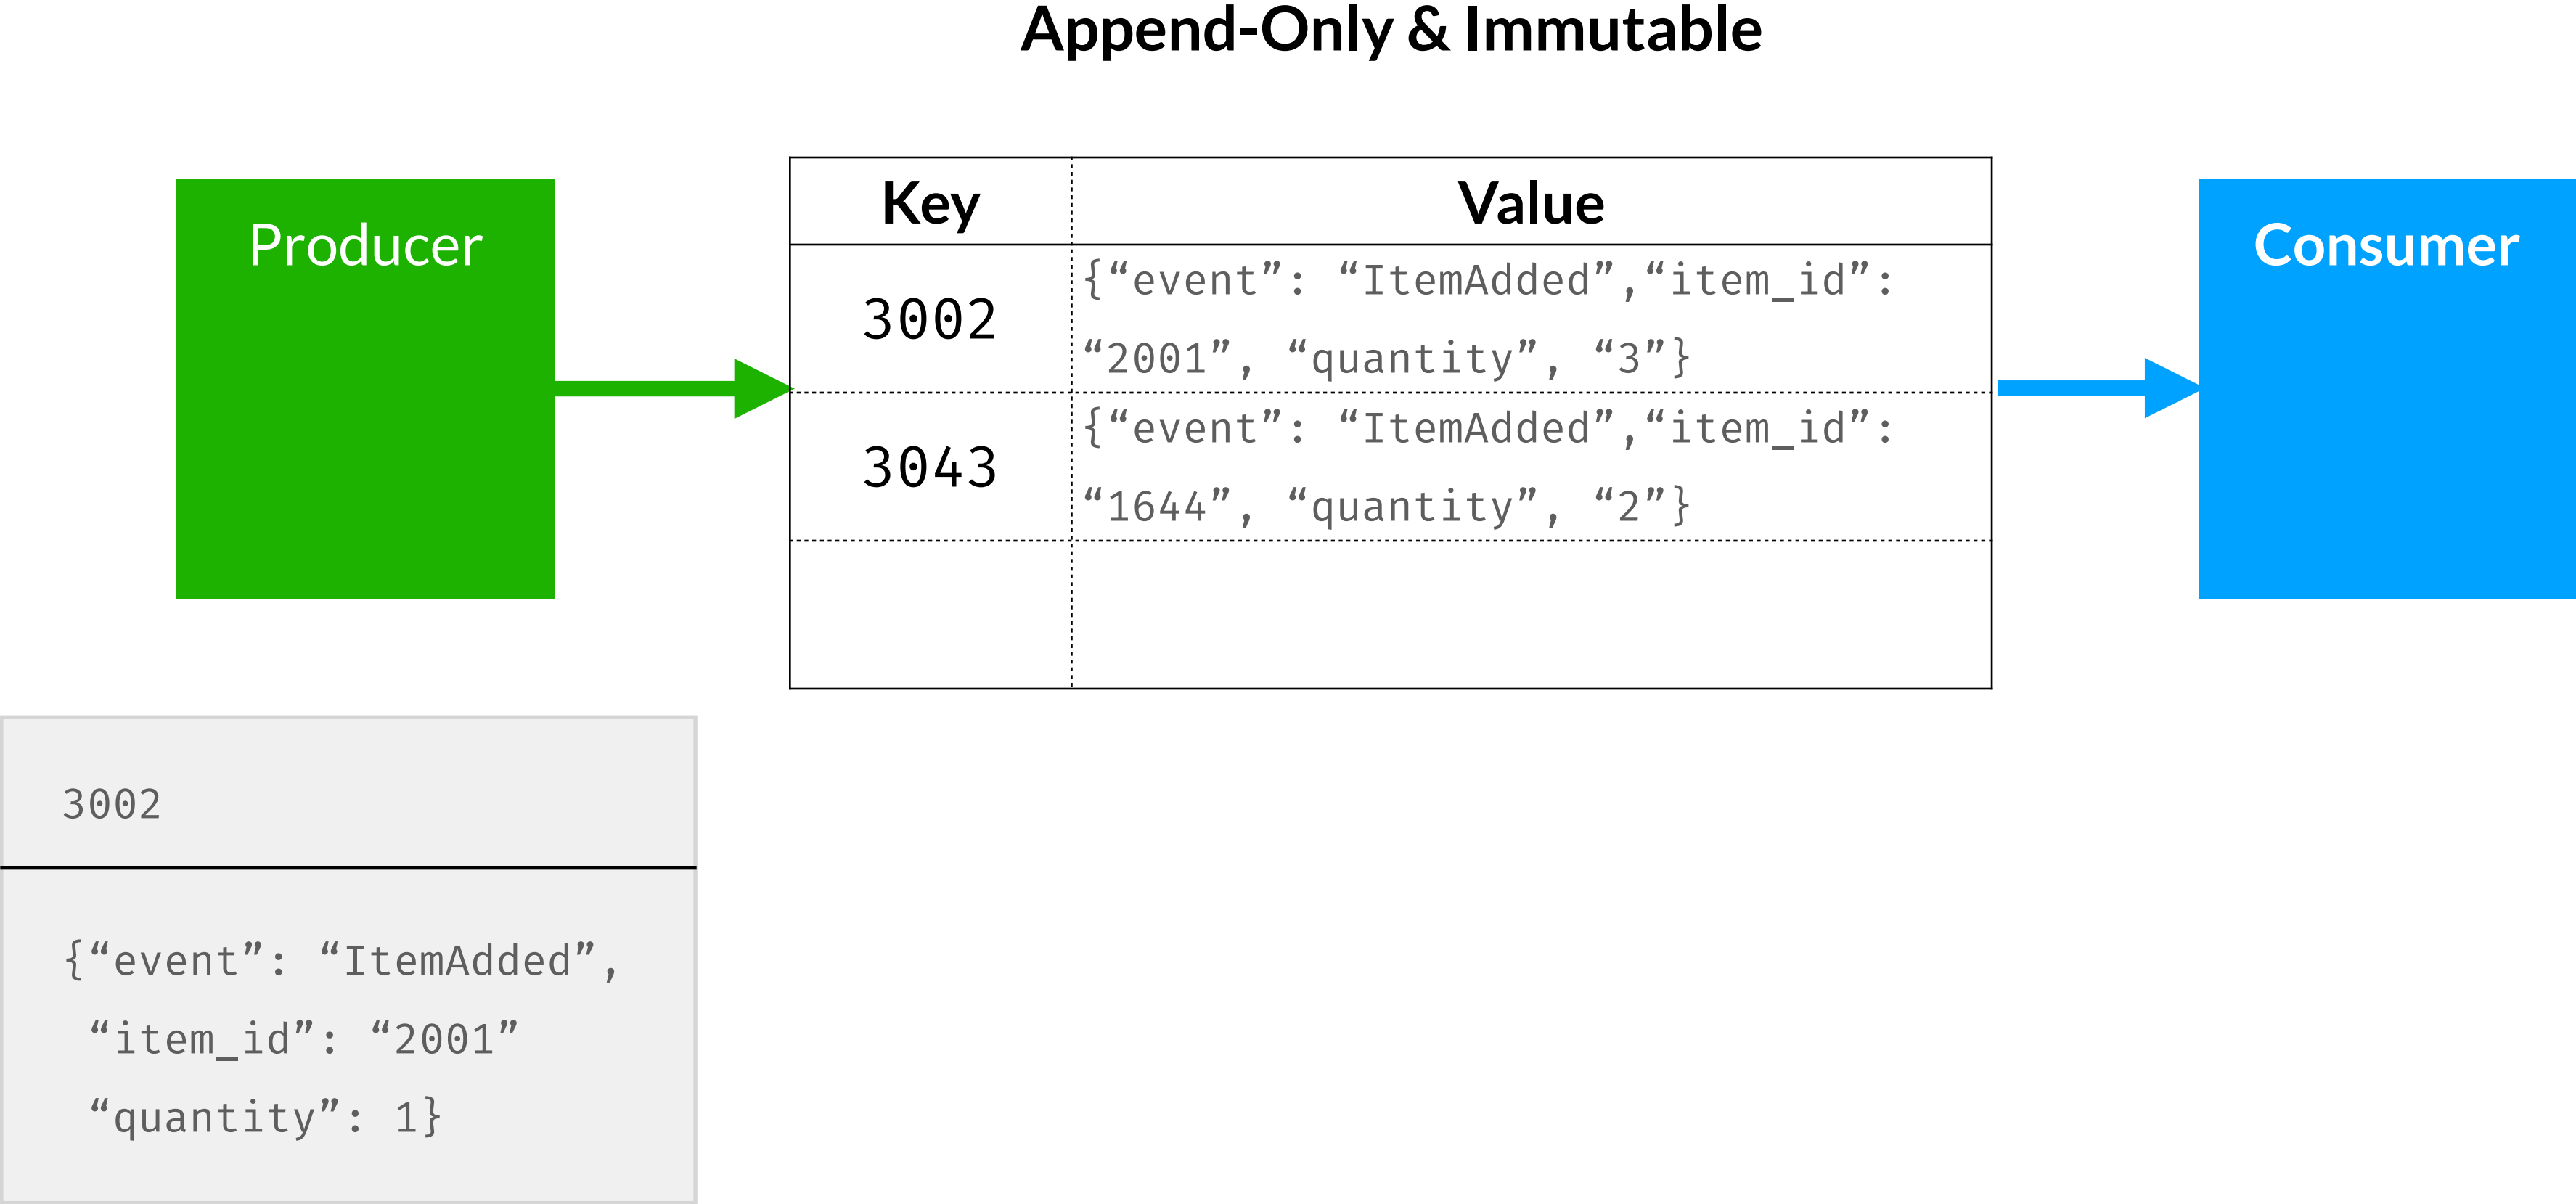 Append-Only & Immutable
Producer
Key
Value
3002
{“event”: “ItemAdded”,“item_id”:
“2001”, “quantity”, “3”}
3043
{“event”: “ItemAdded”,“item_id”:
“1644”, “quantity”, “2”}
Consumer
3002
{“event”: “ItemAdded”,
“item_id”: “2001”
“quantity”: 1}